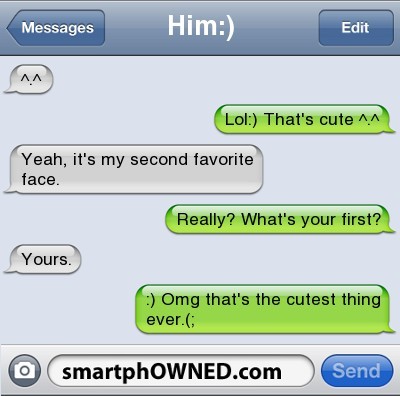 Messages Him:) Edit
^.^
Lol:) That's cute ^.^
Yeah, it's my second favorite
face.
Really? What's your first?
Yours.
:) Omg that's the cutest thing
ever.(;
smartphOWNED.com Send